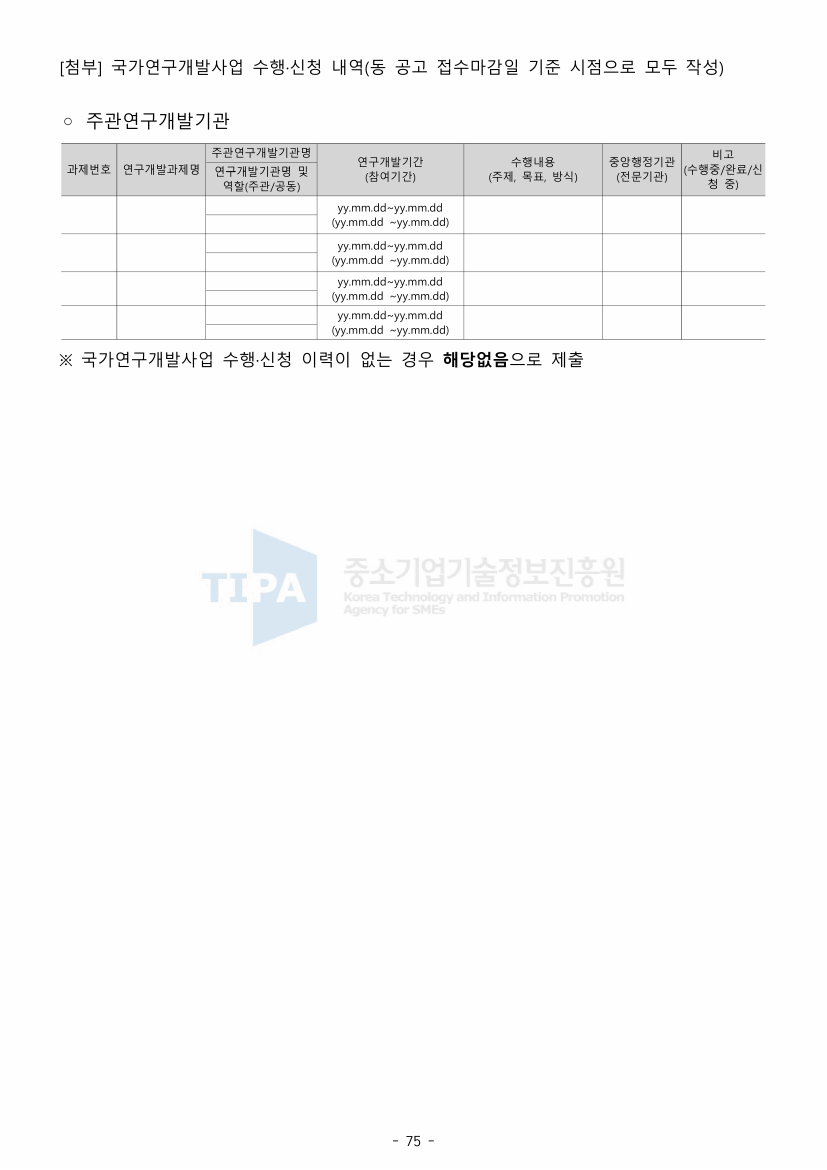 [첨부] 국가연구개발사업 수행·신청 내역(동 공고 접수마감일 기준 시점으로 모두 작성)
○ 주관연구개발기관
과제번호
연구개발과제명
주관연구개발기관명
연구개발기관명 및
역할(주관/공동)
연구개발기간
(참여기간)
수행내용
(주제, 목표, 방식)
중앙행정기관
(전문기관)
비고
(수행중/완료/신
청 중)
yy.mm.dd~yy.mm.dd
(yy.mm.dd ~yy.mm.dd)
yy.mm.dd~yy.mm.dd
(yy.mm.dd ~yy.mm.dd)
yy.mm.dd~yy.mm.dd
(yy.mm.dd ~yy.mm.dd)
yy.mm.dd~yy.mm.dd
(yy.mm.dd ~yy.mm.dd)
※ 국가연구개발사업 수행·신청 이력이 없는 경우 해당없음으로 제출
TIPA
중소기업기술정보진흥원
Korea Technology and Information Promotion
Agency for SMEs
- 75 -